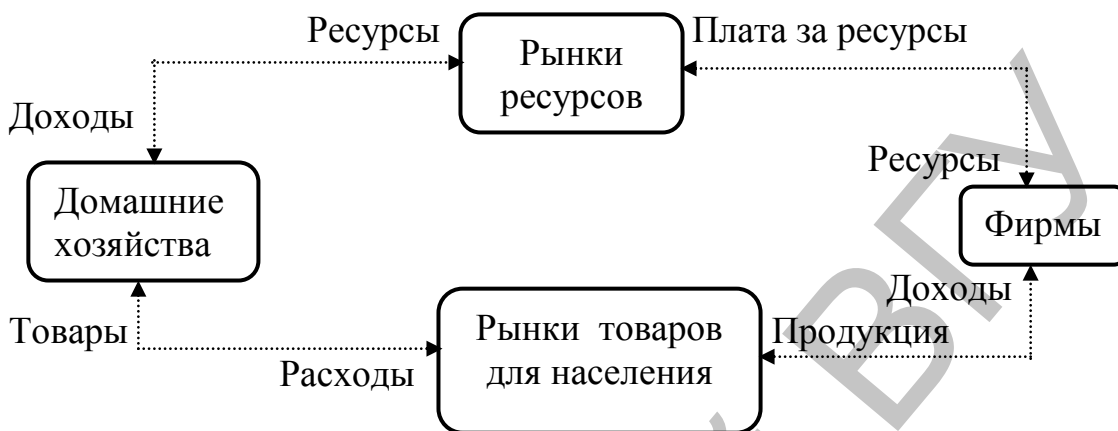 Ресурсы
Плата за ресурсы
Рынки
ресурсов
Доходы
Ресурсы
Домашние
хозяйства
Фирмы
Доходы
Товары
Рынки товаров
для населения
Продукция
Расходы
ВГУ